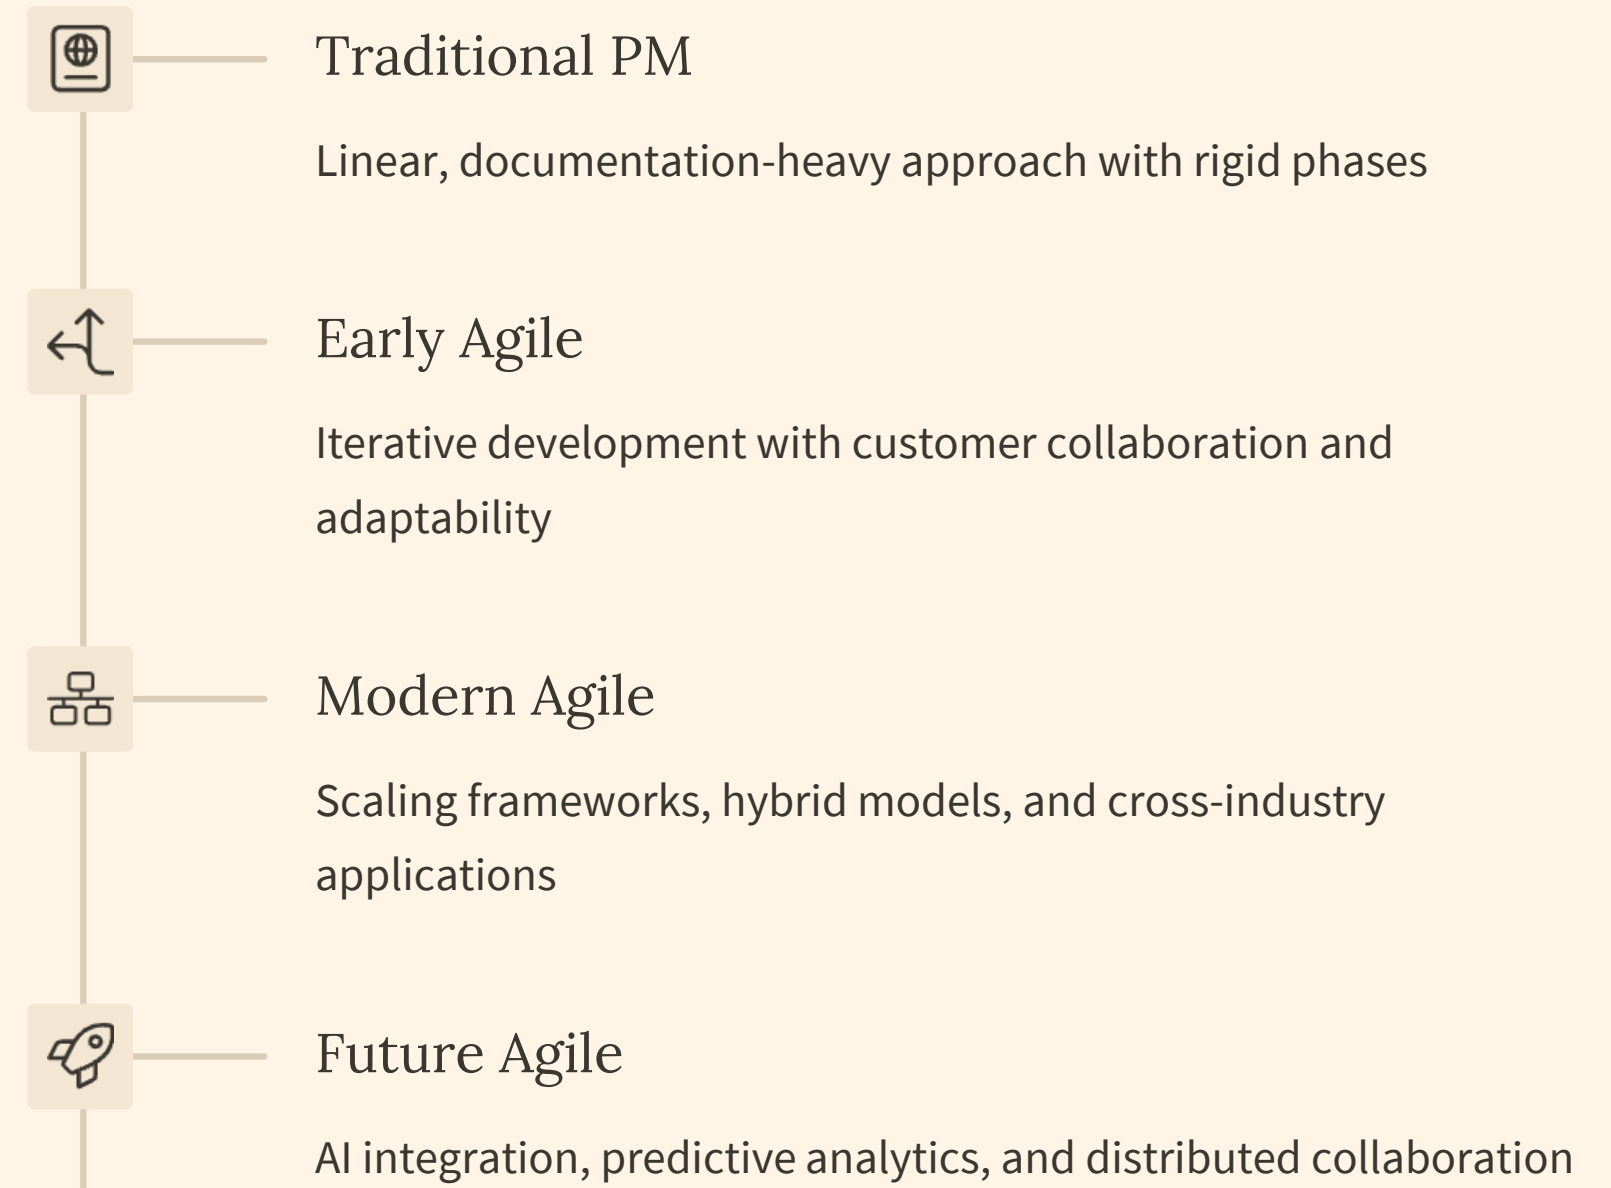 Traditional PM
Linear, documentation-heavy approach with rigid phases
Early Agile
Iterative development with customer collaboration and
adaptability
Modern Agile
Scaling frameworks, hybrid models, and cross-industry
applications
Future Agile
AI integration, predictive analytics, and distributed collaboration